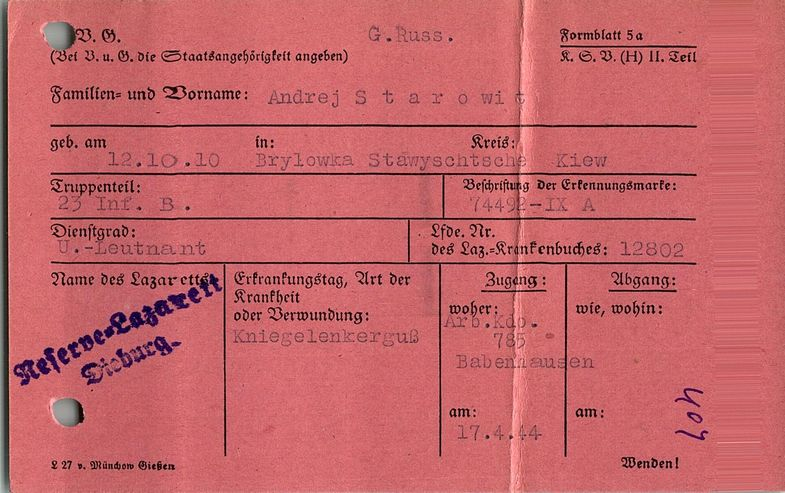 V. G.
G.Russ.
Formblatt 5a
(Bei V. u. G. die Staatsangehörigkeit angeben)
K. S. V. (H) II. Teil
Familien- und Vorname: Andrej Starowit
geb. am in: Kreis:
12.10.10 Brylowka Stawyschtsche Kiew
Truppenteil: Beschriftung der Erkennungsmarke:
23 Inf. B. 74492-IX A
Dienstgrad: Lfde. Nr.
U.-Leutnant des Laz.-Krankenbuches: 12802
Name des Lazaretts
Reserve-Lazarett
Dieburg.
Erkrankungstag, Art der
Krankheit
oder Verwundung:
Kniegelenkerguß
Zugang:
woher:
Arb.Kdo.
785
Babenhausen
am:
17.4.44
Abgang:
wie, wohin:
am:
407
L 27 v. Münchow Gießen
Wenden!